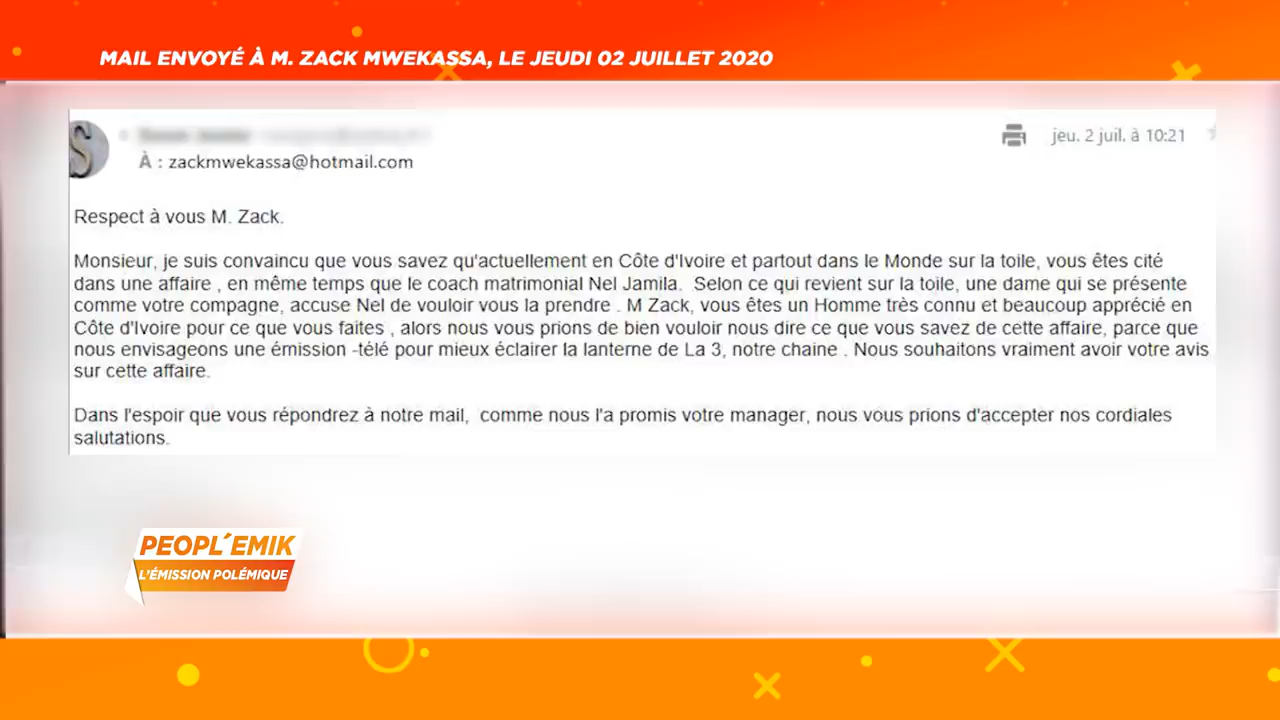 MAIL ENVOYÉ À M. ZACK MWEKASSA, LE JEUDI 02 JUILLET 2020
jeu. 2 juil. à 10:21
À : zackmwekassa@hotmail.com
Respect à vous M. Zack.
Monsieur, je suis convaincu que vous savez qu'actuellement en Côte d'Ivoire et partout dans le Monde sur la toile, vous êtes cité
dans une affaire , en même temps que le coach matrimonial Nel Jamila.  Selon ce qui revient sur la toile, une dame qui se présente
comme votre compagne, accuse Nel de vouloir vous la prendre . M Zack, vous êtes un Homme très connu et beaucoup apprécié en
Côte d'Ivoire pour ce que vous faites , alors nous vous prions de bien vouloir nous dire ce que vous savez de cette affaire, parce que
nous envisageons une émission -télé pour mieux éclairer la lanterne de La 3, notre chaine . Nous souhaitons vraiment avoir votre avis
sur cette affaire.
Dans l'espoir que vous répondrez à notre mail,  comme nous l'a promis votre manager, nous vous prions d'accepter nos cordiales
salutations.
PEOPL´EMIK
L'ÉMISSION POLÉMIQUE